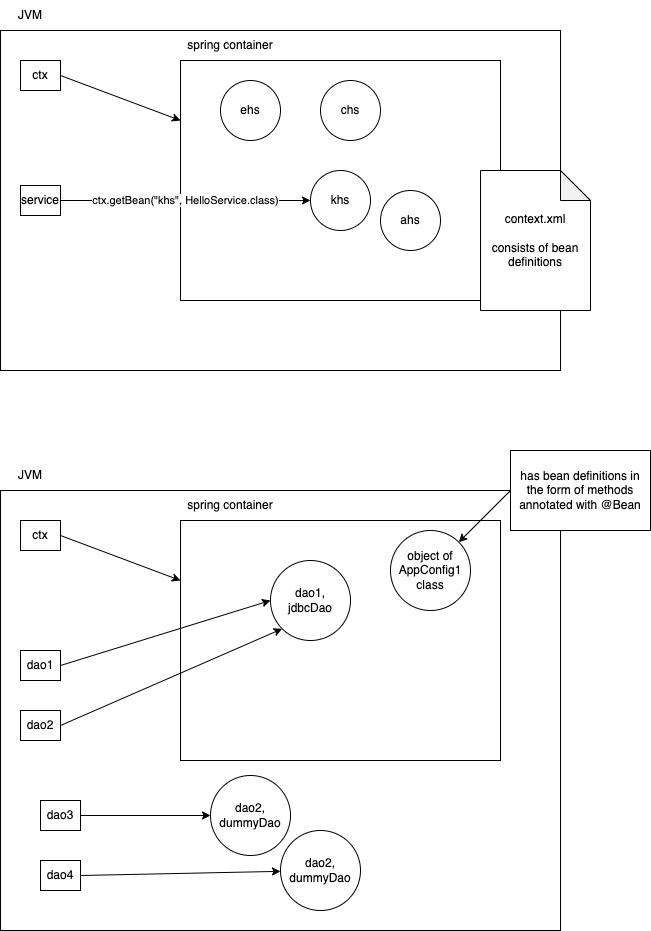 JVM
spring container
ctx
ehs
chs
service
ctx.getBean("khs", HelloService.class)
khs
ahs
context.xml
consists of bean
definitions
JVM
has bean definitions in
the form of methods
annotated with @Bean
spring container
ctx
object of
AppConfig1
class
dao1,
jdbcDao
dao1
dao2
dao3
dao2,
dummyDao
dao4
dao2,
dummyDao